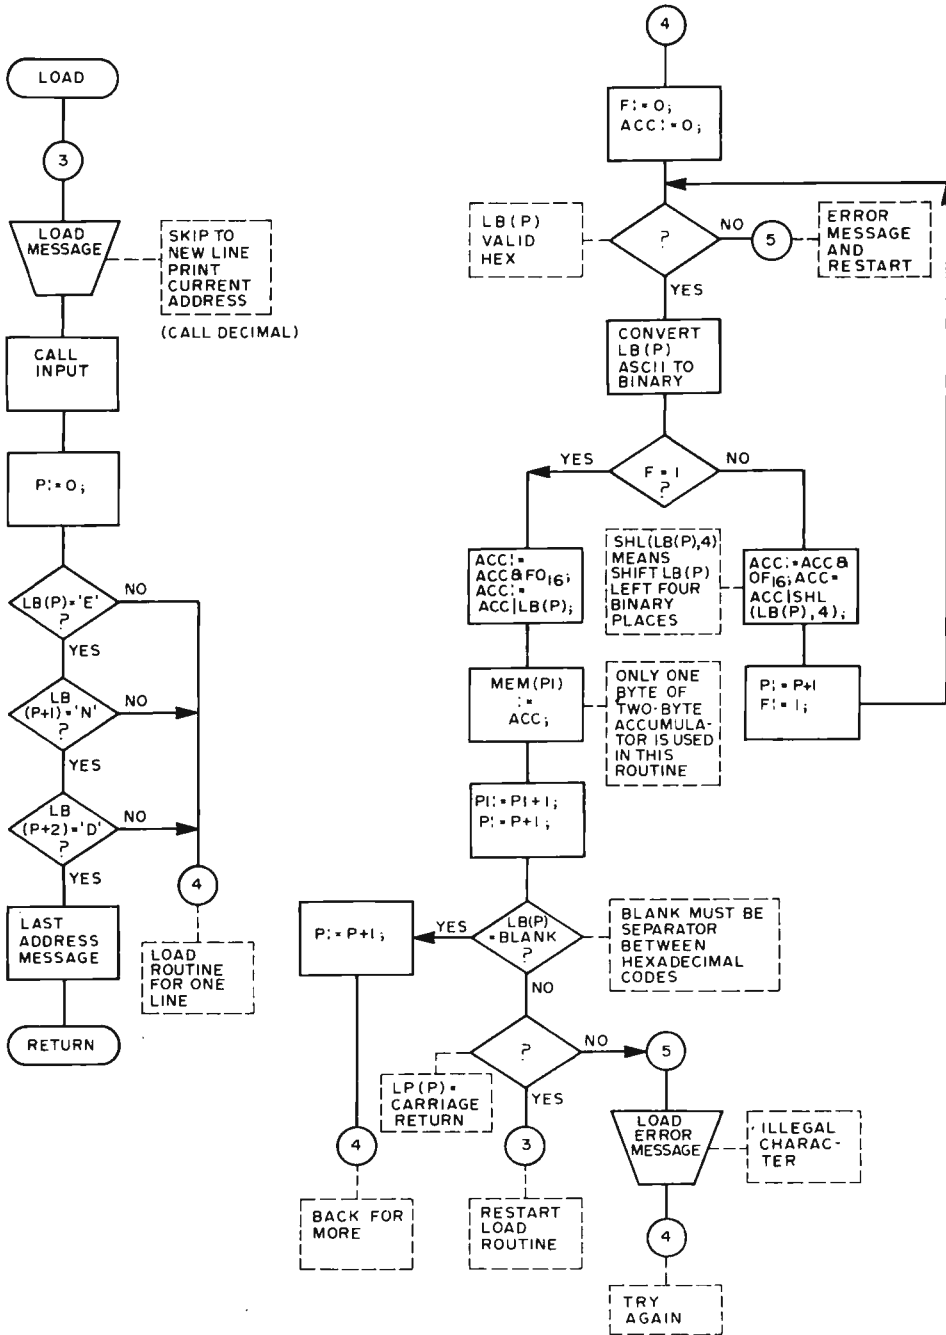 LOAD
3
LOAD
MESSAGE
SKIP TO
NEW LINE
PRINT
CURRENT
ADDRESS
(CALL DECIMAL)
CALL
INPUT
P:=0;
LB(P)='E'
?
NO
YES
LB
(P+1)='N'
?
NO
YES
LB
(P+2)='D'
?
NO
YES
4
LAST
ADDRESS
MESSAGE
LOAD
ROUTINE
FOR ONE
LINE
RETURN
4
F:=0;
ACC:=0;
LB(P)
VALID
HEX
?
NO
5
ERROR
MESSAGE
AND
RESTART
YES
CONVERT
LB(P)
ASCII TO
BINARY
YES
F=1
?
NO
ACC:=
ACC&F0₁₆;
ACC:=
ACC|LB(P);
SHL(LB(P),4)
MEANS
SHIFT LB(P)
LEFT FOUR
BINARY
PLACES
ACC:=ACC&
0F₁₆;ACC=
ACC|SHL
(LB(P),4);
MEM(P1)
:=
ACC;
ONLY ONE
BYTE OF
TWO-BYTE
ACCUMULA-
TOR IS USED
IN THIS
ROUTINE
P:=P+1
F:=1;
P1:=P1+1;
P:=P+1;
P:=P+1;
YES
LB(P)
=BLANK
?
BLANK MUST BE
SEPARATOR
BETWEEN
HEXADECIMAL
CODES
NO
?
NO
5
LP(P)=
CARRIAGE
RETURN
YES
4
3
LOAD
ERROR
MESSAGE
ILLEGAL
CHARAC-
TER
BACK FOR
MORE
RESTART
LOAD
ROUTINE
4
TRY
AGAIN